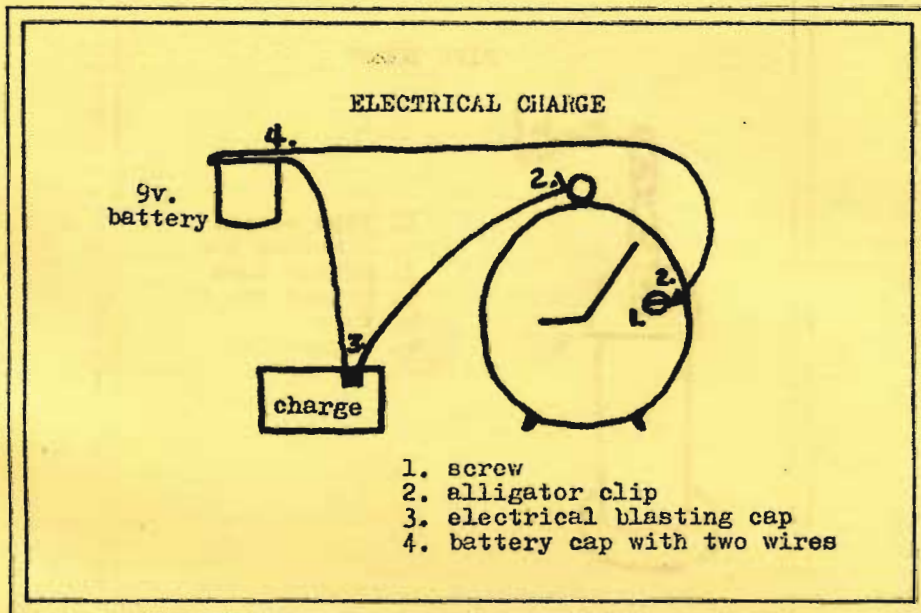 ELECTRICAL CHARGE
4.
2.
9v.
battery
2.
1.
3.
charge
1. screw
2. alligator clip
3. electrical blasting cap
4. battery cap with two wires